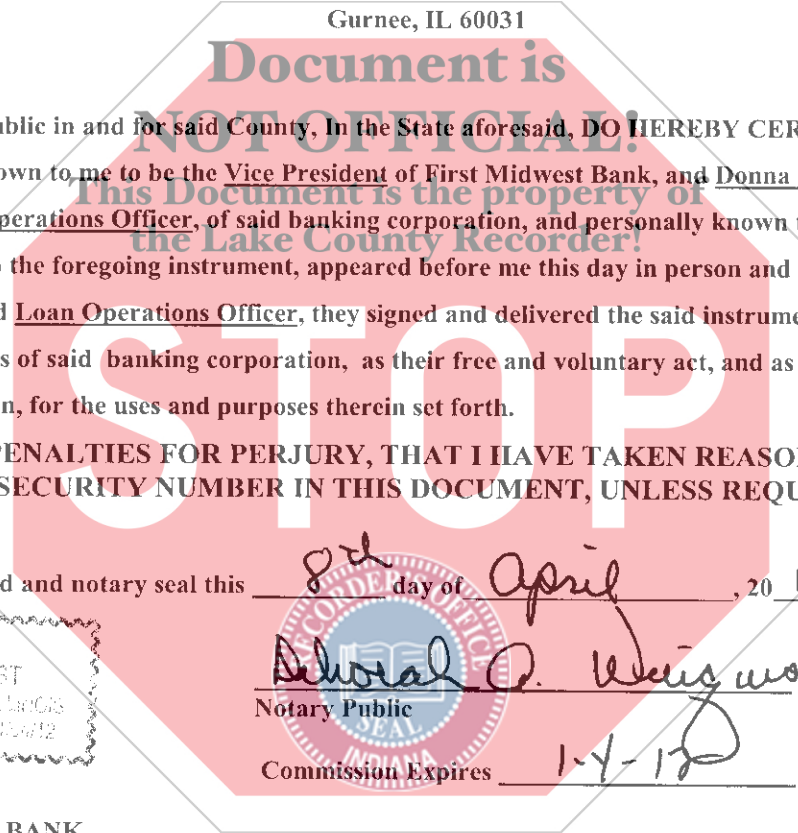 Gurnee, IL 60031
Document is
NOT OFFICIAL!
ublic in and for said County, In the State aforesaid, DO HEREBY CER
own to me to be the Vice President of First Midwest Bank, and Donna
This Document is the property of
perations Officer, of said banking corporation, and personally known
the Lake County Recorder!
the foregoing instrument, appeared before me this day in person and
d Loan Operations Officer, they signed and delivered the said instrume
s of said banking corporation, as their free and voluntary act, and as
n, for the uses and purposes therein set forth.
STOP
PENALTIES FOR PERJURY, THAT I HAVE TAKEN REASO
SECURITY NUMBER IN THIS DOCUMENT, UNLESS REQU
d and notary seal this 8th day of April, 20
RECORDER'S OFFICE
Deborah A.
Notary Public
SEAL
INDIANA
Commission Expires 1-4-12
BANK